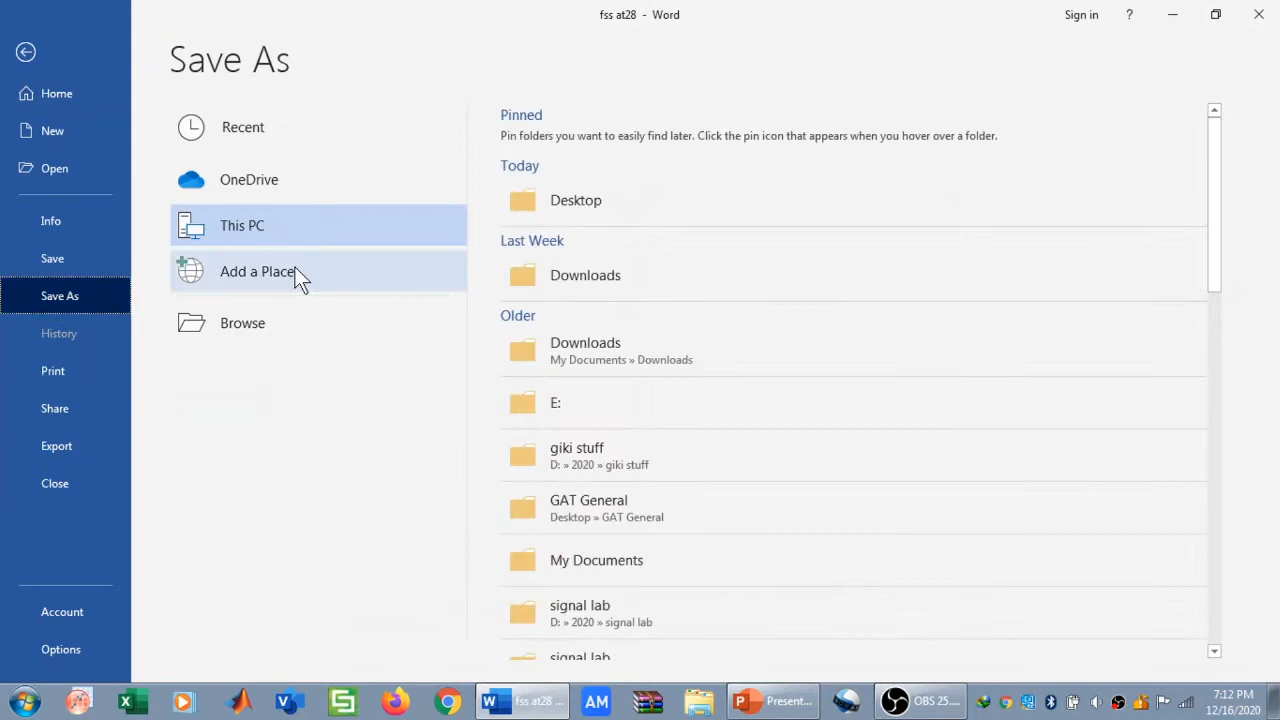 fss at28 - Word
Sign in
?
Save As
Home
New
Open
Info
Save
Save As
History
Print
Share
Export
Close
Account
Options
Recent
OneDrive
This PC
Add a Place
Browse
Pinned
Pin folders you want to easily find later. Click the pin icon that appears when you hover over a folder.
Today
Desktop
Last Week
Downloads
Older
Downloads
My Documents » Downloads
E:
giki stuff
D: » 2020 » giki stuff
GAT General
Desktop » GAT General
My Documents
signal lab
D: » 2020 » signal lab
signal lab
fss at28 ...
AM
Present...
OBS 25....
7:12 PM
12/16/2020